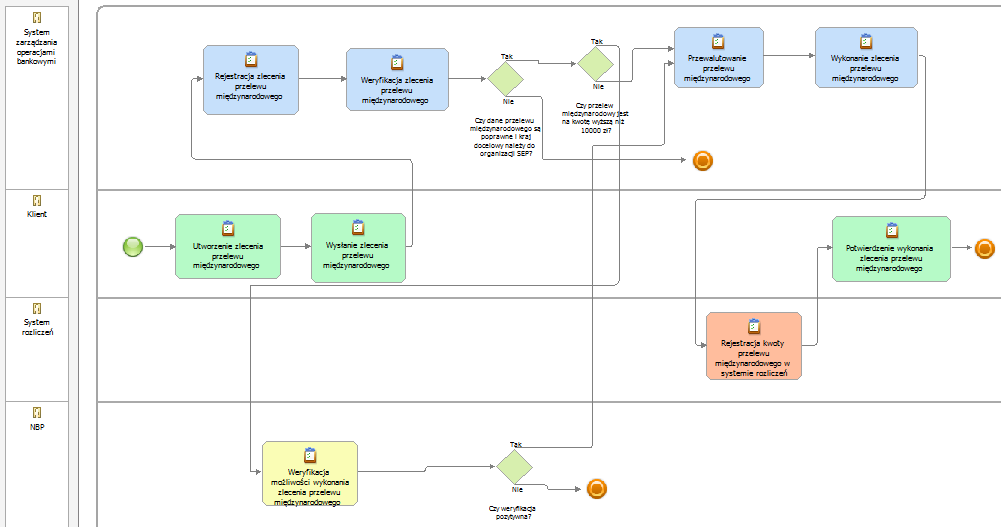 System
zarządzania
operacjami
bankowymi
Rejestracja zlecenia
przelewu
międzynarodowego
Weryfikacja zlecenia
przelewu
międzynarodowego
Tak
Nie
Czy dane przelewu
międzynarodowego są
poprawne i kraj
docelowy należy do
organizacji SEP?
Tak
Nie
Czy przelew
międzynarodowy jest
na kwotę wyższą niż
10000 zł?
Przewalutowanie
przelewu
międzynarodowego
Wykonanie zlecenia
przelewu
międzynarodowego
Klient
Utworzenie zlecenia
przelewu
międzynarodowego
Wysłanie zlecenia
przelewu
międzynarodowego
Potwierdzenie wykonania
zlecenia przelewu
międzynarodowego
System
rozliczeń
Rejestracja kwoty
przelewu
międzynarodowego w
systemie rozliczeń
NBP
Weryfikacja
możliwości wykonania
zlecenia przelewu
międzynarodowego
Tak
Nie
Czy weryfikacja
pozytywna?